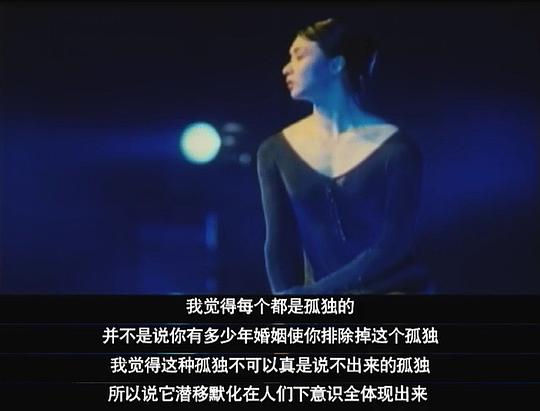 我觉得每个都是孤独的
并不是说你有多少年婚姻使你排除掉这个孤独
我觉得这种孤独不可以真是说不出来的孤独
所以说它潜移默化在人们下意识全体现出来